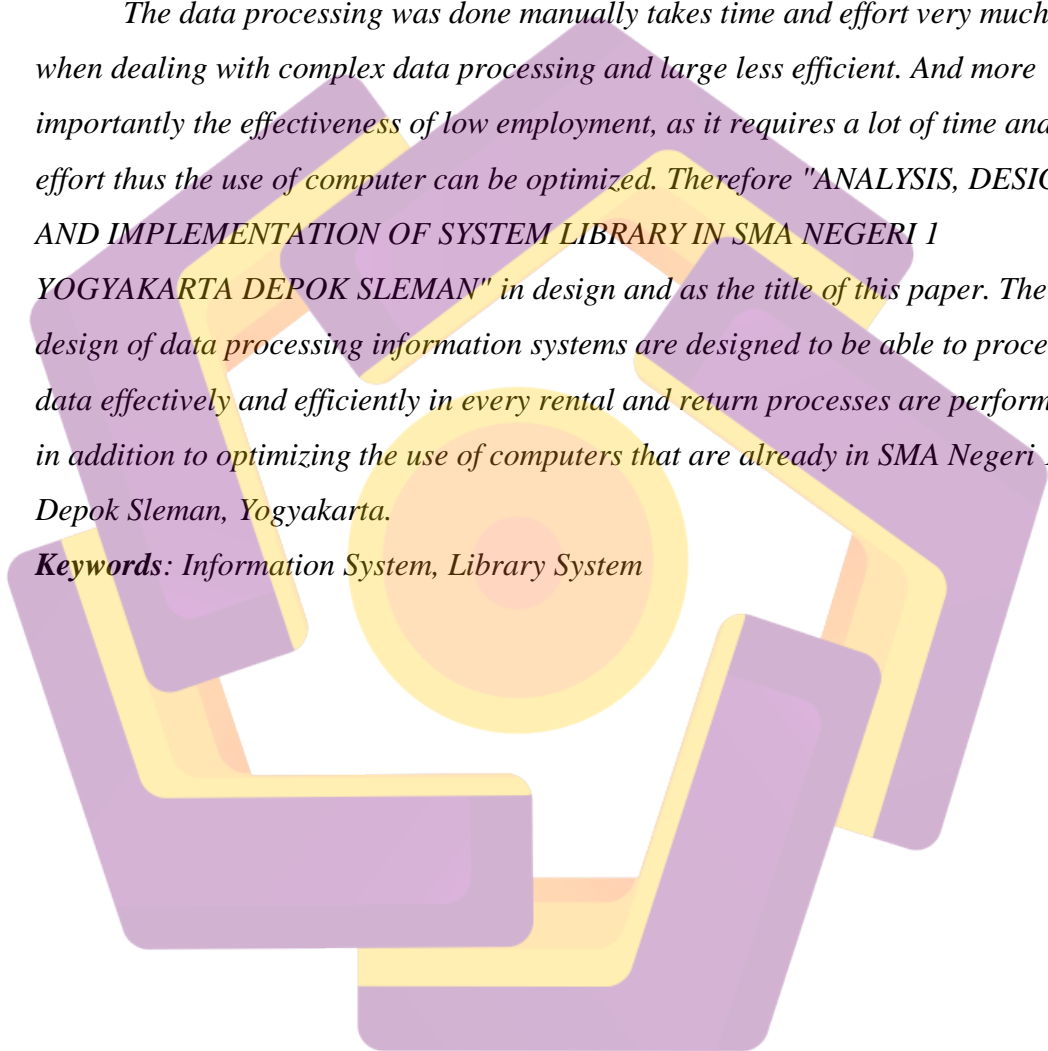 The data processing was done manually takes time and effort very much
when dealing with complex data processing and large less efficient. And more
importantly the effectiveness of low employment, as it requires a lot of time and
effort thus the use of computer can be optimized. Therefore "ANALYSIS, DESIG
AND IMPLEMENTATION OF SYSTEM LIBRARY IN SMA NEGERI 1
YOGYAKARTA DEPOK SLEMAN" in design and as the title of this paper. The
design of data processing information systems are designed to be able to proce
data effectively and efficiently in every rental and return processes are perform
in addition to optimizing the use of computers that are already in SMA Negeri
Depok Sleman, Yogyakarta.
Keywords: Information System, Library System